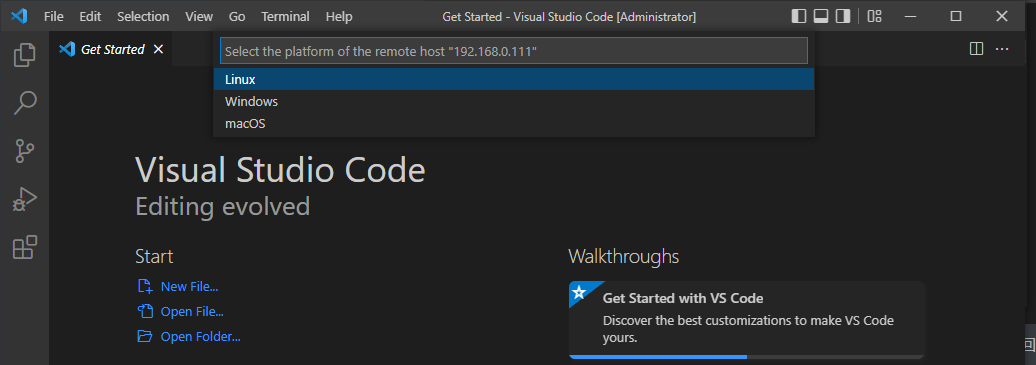 File Edit Selection View Go Terminal Help Get Started - Visual Studio Code [Administrator]
Get Started
Select the platform of the remote host "192.168.0.111"
Linux
Windows
macOS
Visual Studio Code
Editing evolved
Start
New File...
Open File...
Open Folder...
Walkthroughs
Get Started with VS Code
Discover the best customizations to make VS Code
yours.
回